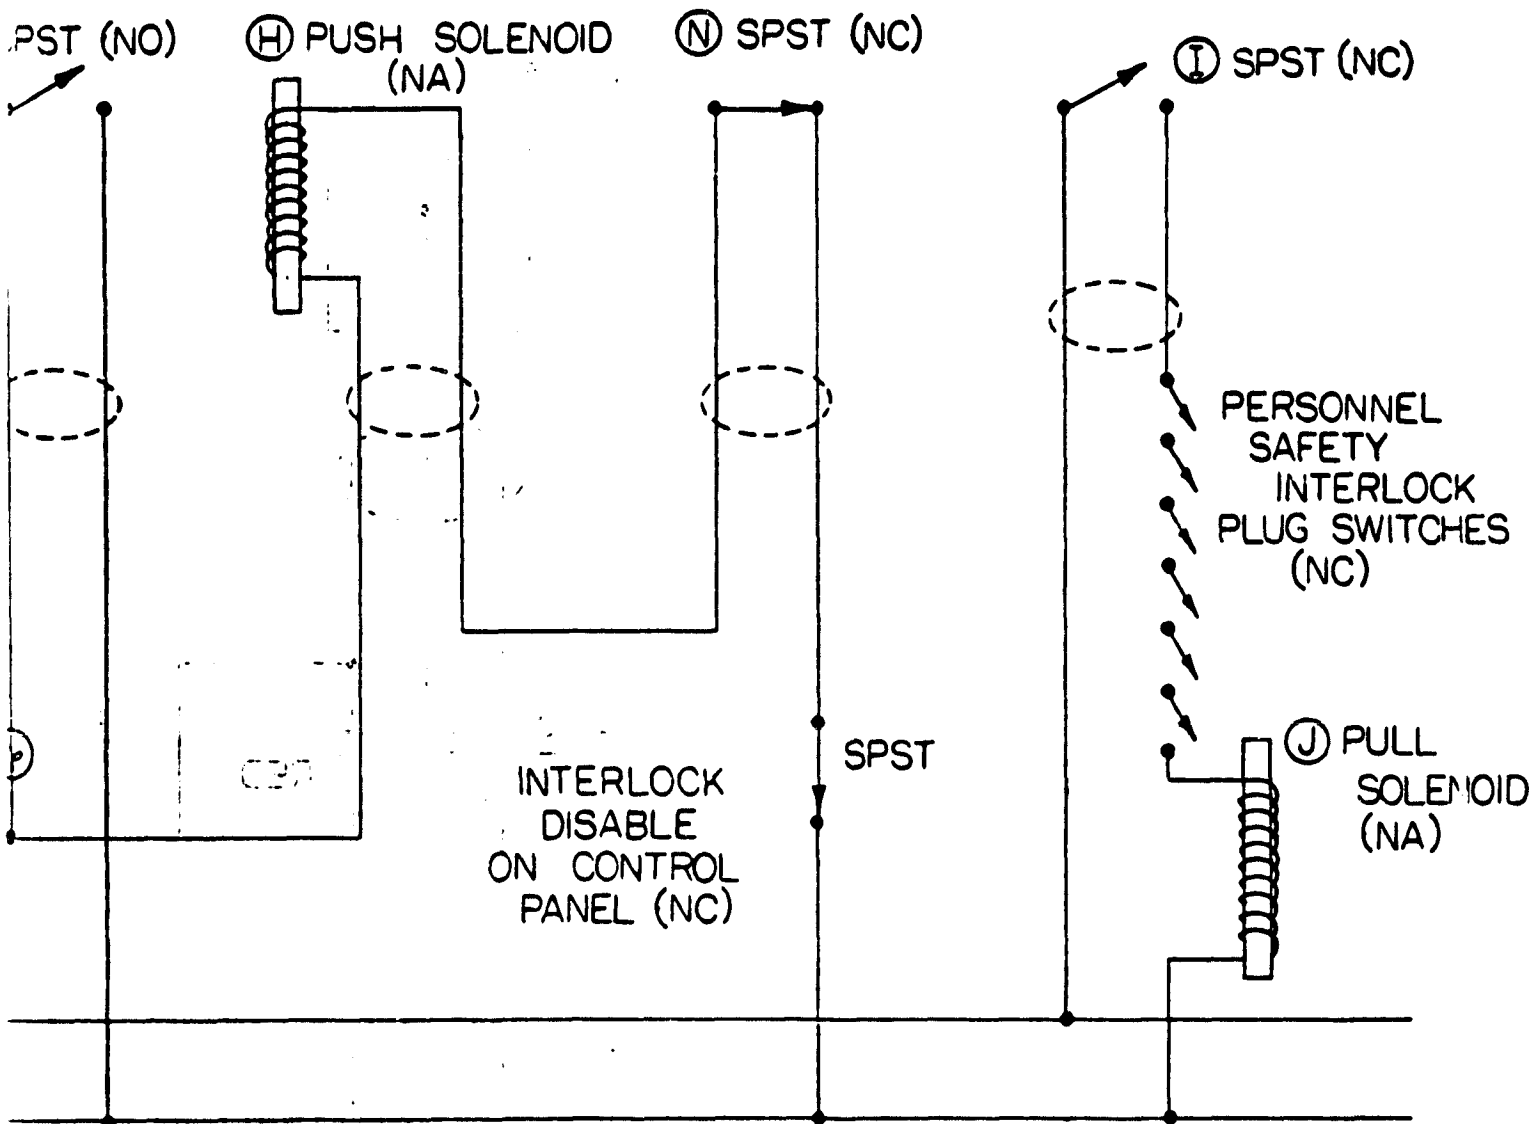 PST (NO)
H PUSH SOLENOID
(NA)
N SPST (NC)
I SPST (NC)
PERSONNEL
SAFETY
INTERLOCK
PLUG SWITCHES
(NC)
SPST
INTERLOCK
DISABLE
ON CONTROL
PANEL (NC)
J PULL
SOLENOID
(NA)